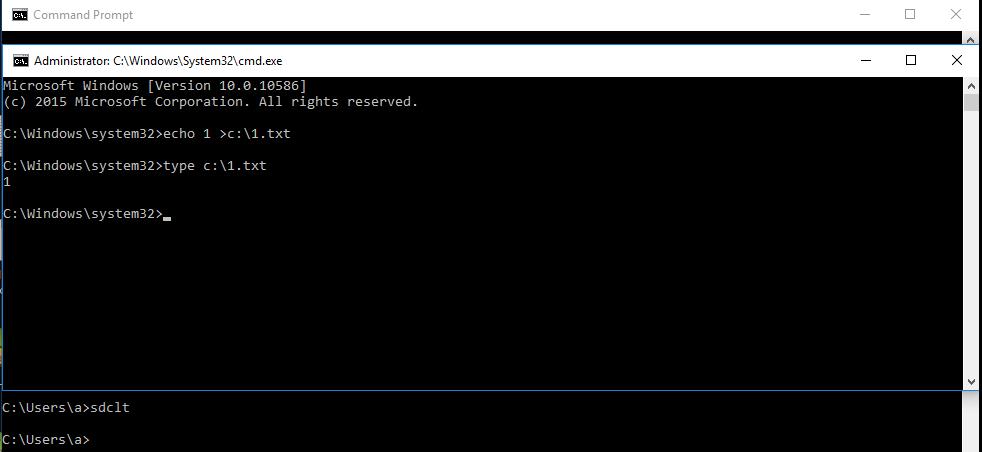 Command Prompt
Administrator: C:\Windows\System32\cmd.exe
Microsoft Windows [Version 10.0.10586]
(c) 2015 Microsoft Corporation. All rights reserved.
C:\Windows\system32>echo 1 >c:\1.txt
C:\Windows\system32>type c:\1.txt
1
C:\Windows\system32>
C:\Users\a>sdclt
C:\Users\a>